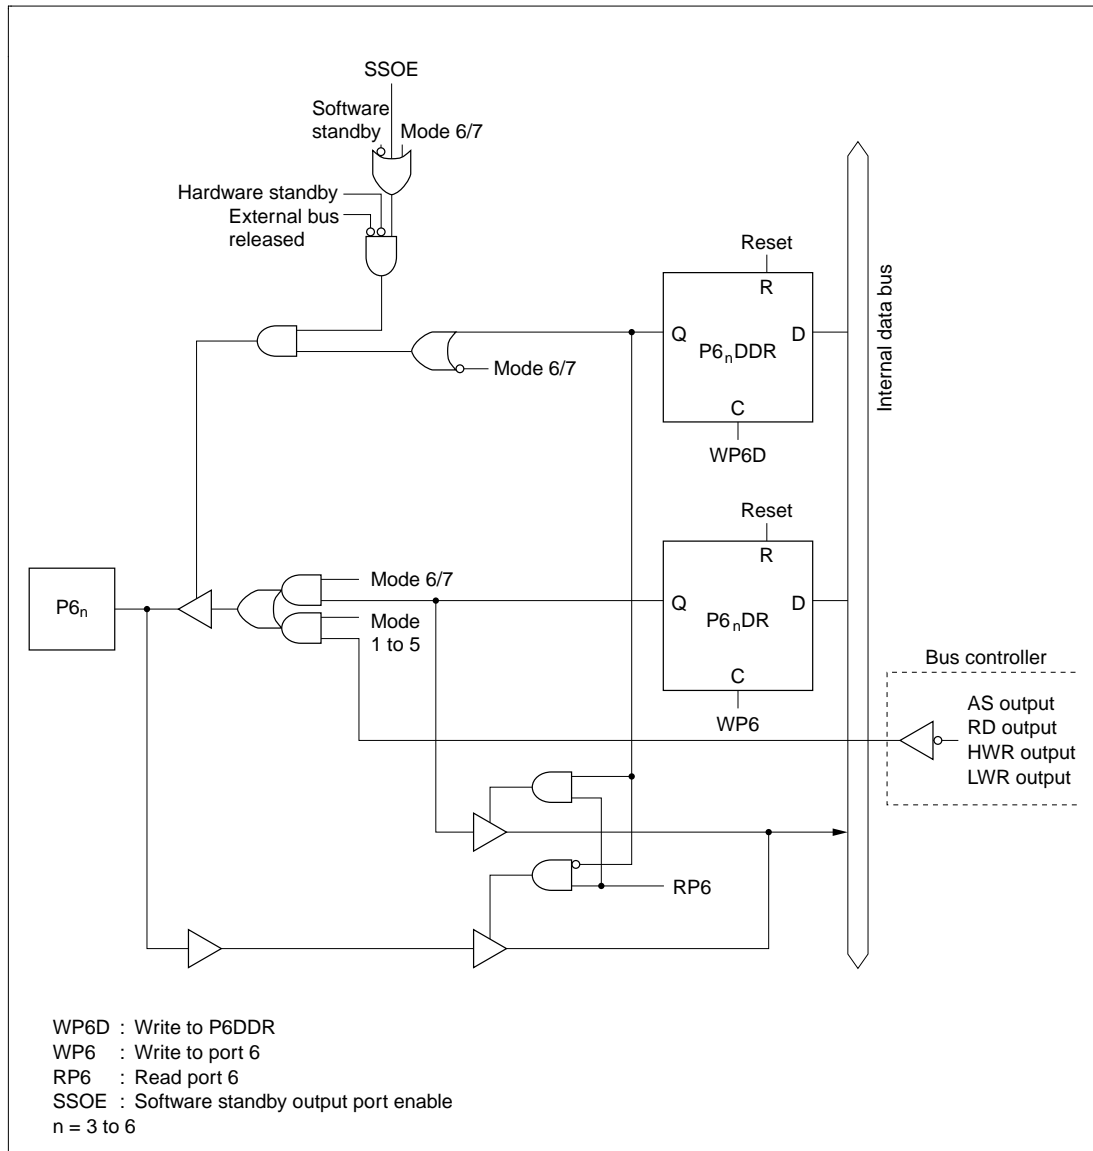 SSOE
Software
standby
Mode 6/7
Hardware standby
External bus
released
Reset
R
Q
D
P6nDDR
Mode 6/7
C
WP6D
Internal data bus
Reset
R
P6n
Mode 6/7
Q
D
P6nDR
Mode
1 to 5
C
WP6
Bus controller
AS output
RD output
HWR output
LWR output
RP6
WP6D : Write to P6DDR
WP6 : Write to port 6
RP6 : Read port 6
SSOE : Software standby output port enable
n = 3 to 6